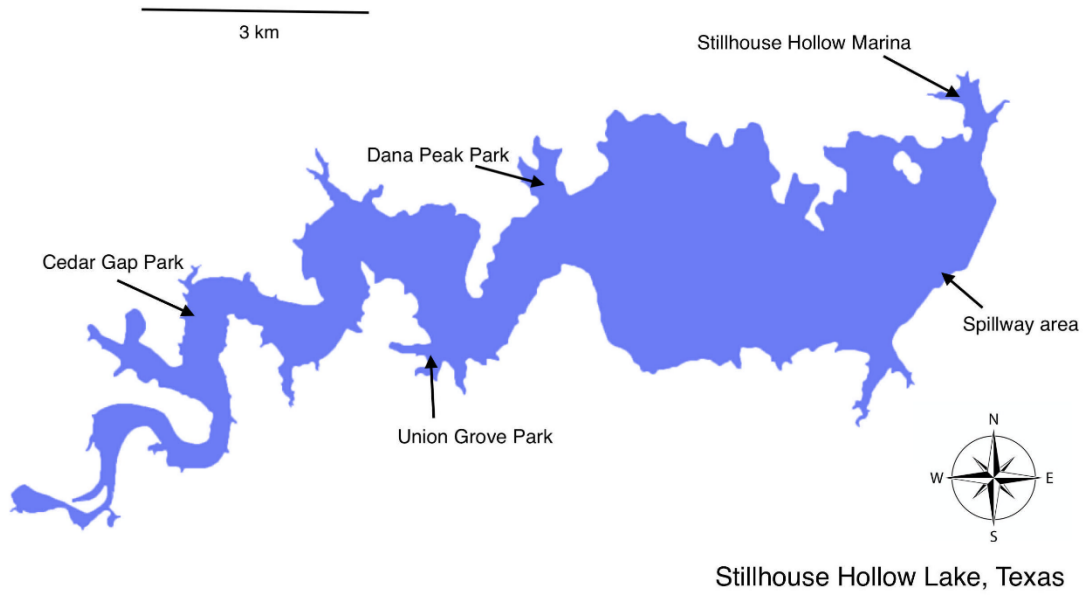 3 km
Stillhouse Hollow Marina
Dana Peak Park
Cedar Gap Park
Spillway area
Union Grove Park
N
W
E
S
Stillhouse Hollow Lake, Texas